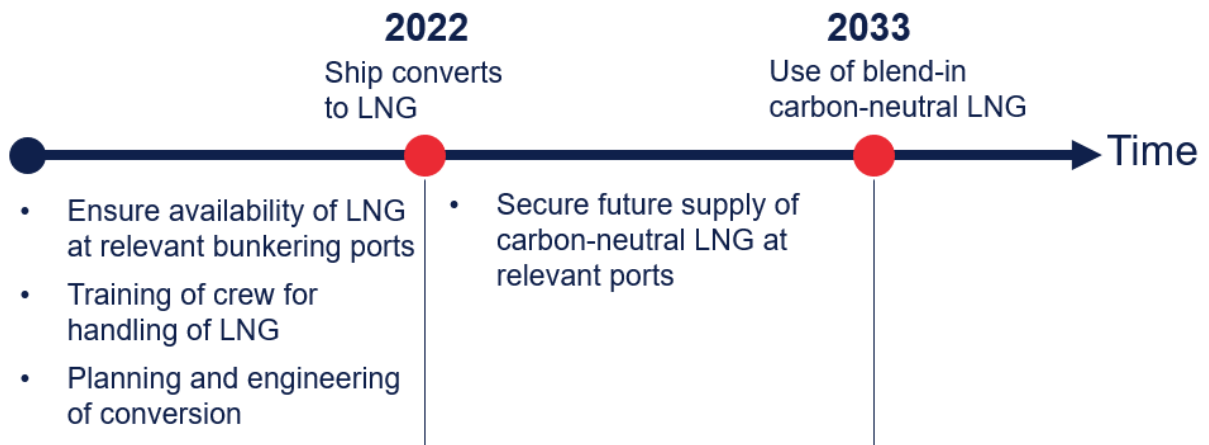 2022
Ship converts
to LNG
2033
Use of blend-in
carbon-neutral LNG
Time
• Ensure availability of LNG
at relevant bunkering ports
• Training of crew for
handling of LNG
• Planning and engineering
of conversion
• Secure future supply of
carbon-neutral LNG at
relevant ports